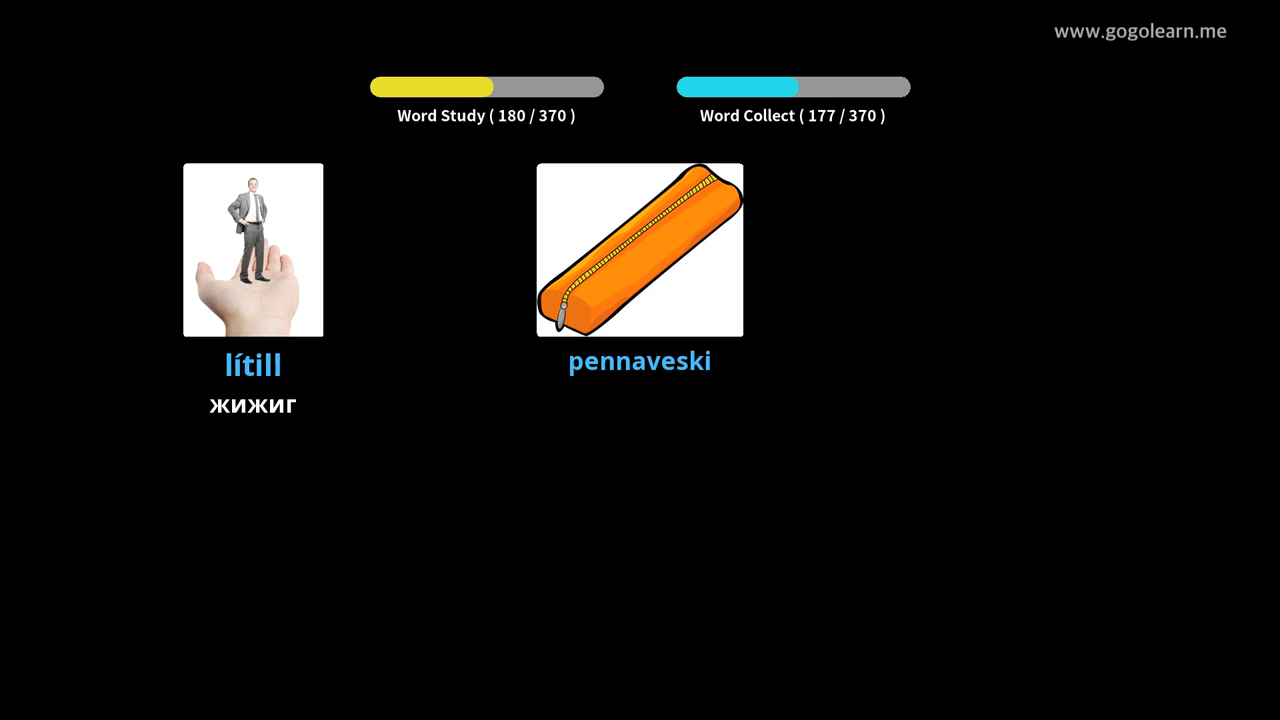 www.gogolearn.me
Word Study ( 180 / 370 )
Word Collect ( 177 / 370 )
lítill
жижиг
pennaveski